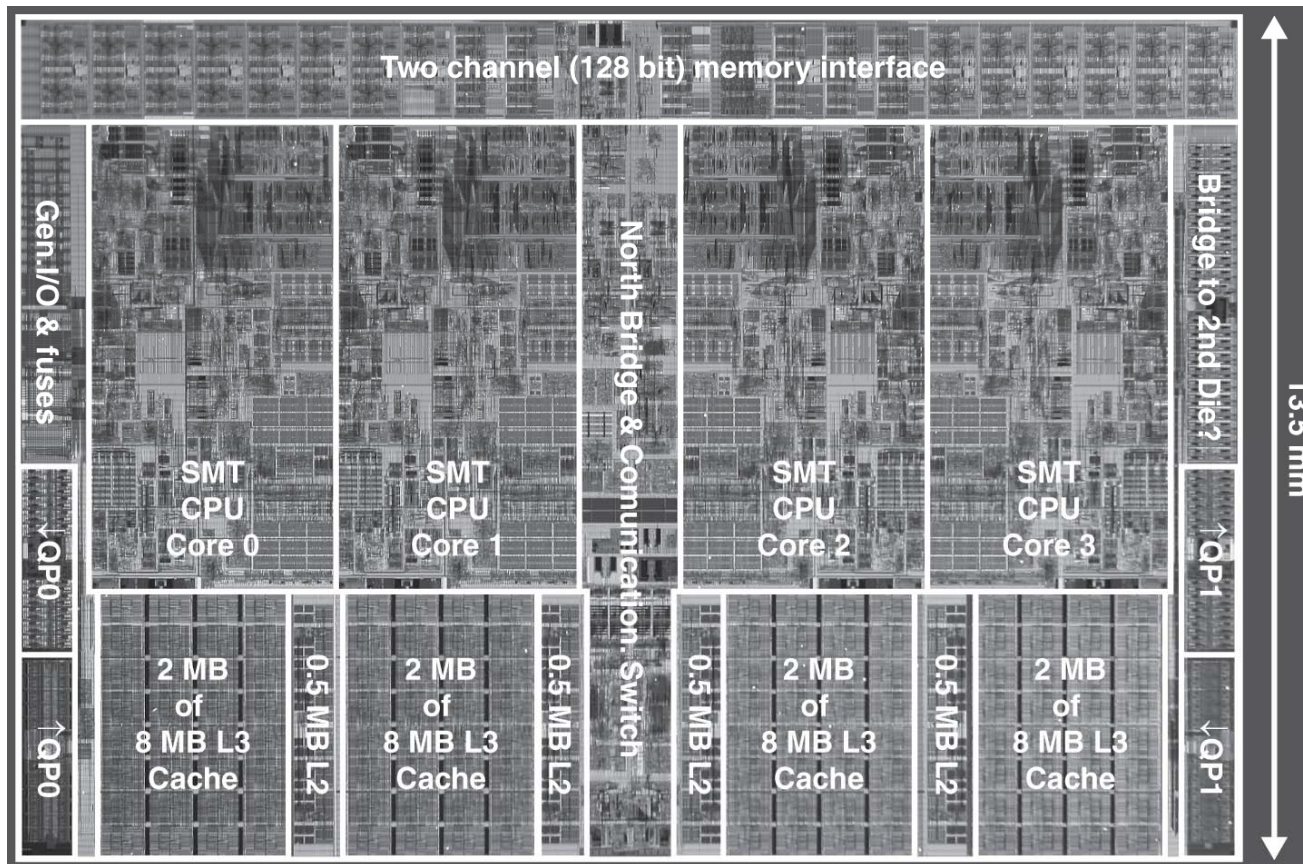 Two channel (128 bit) memory interface
Gen.I/O & fuses
North Bridge & Communication. Switch
Bridge to 2nd Die?
13.5 mm
SMT
CPU
Core 0
SMT
CPU
Core 1
SMT
CPU
Core 2
SMT
CPU
Core 3
↓QP0
↑QP1
↑QP0
2 MB
of
8 MB L3
Cache
0.5 MB L2
2 MB
of
8 MB L3
Cache
0.5 MB L2
0.5 MB L2
2 MB
of
8 MB L3
Cache
0.5 MB L2
2 MB
of
8 MB L3
Cache
↓QP1